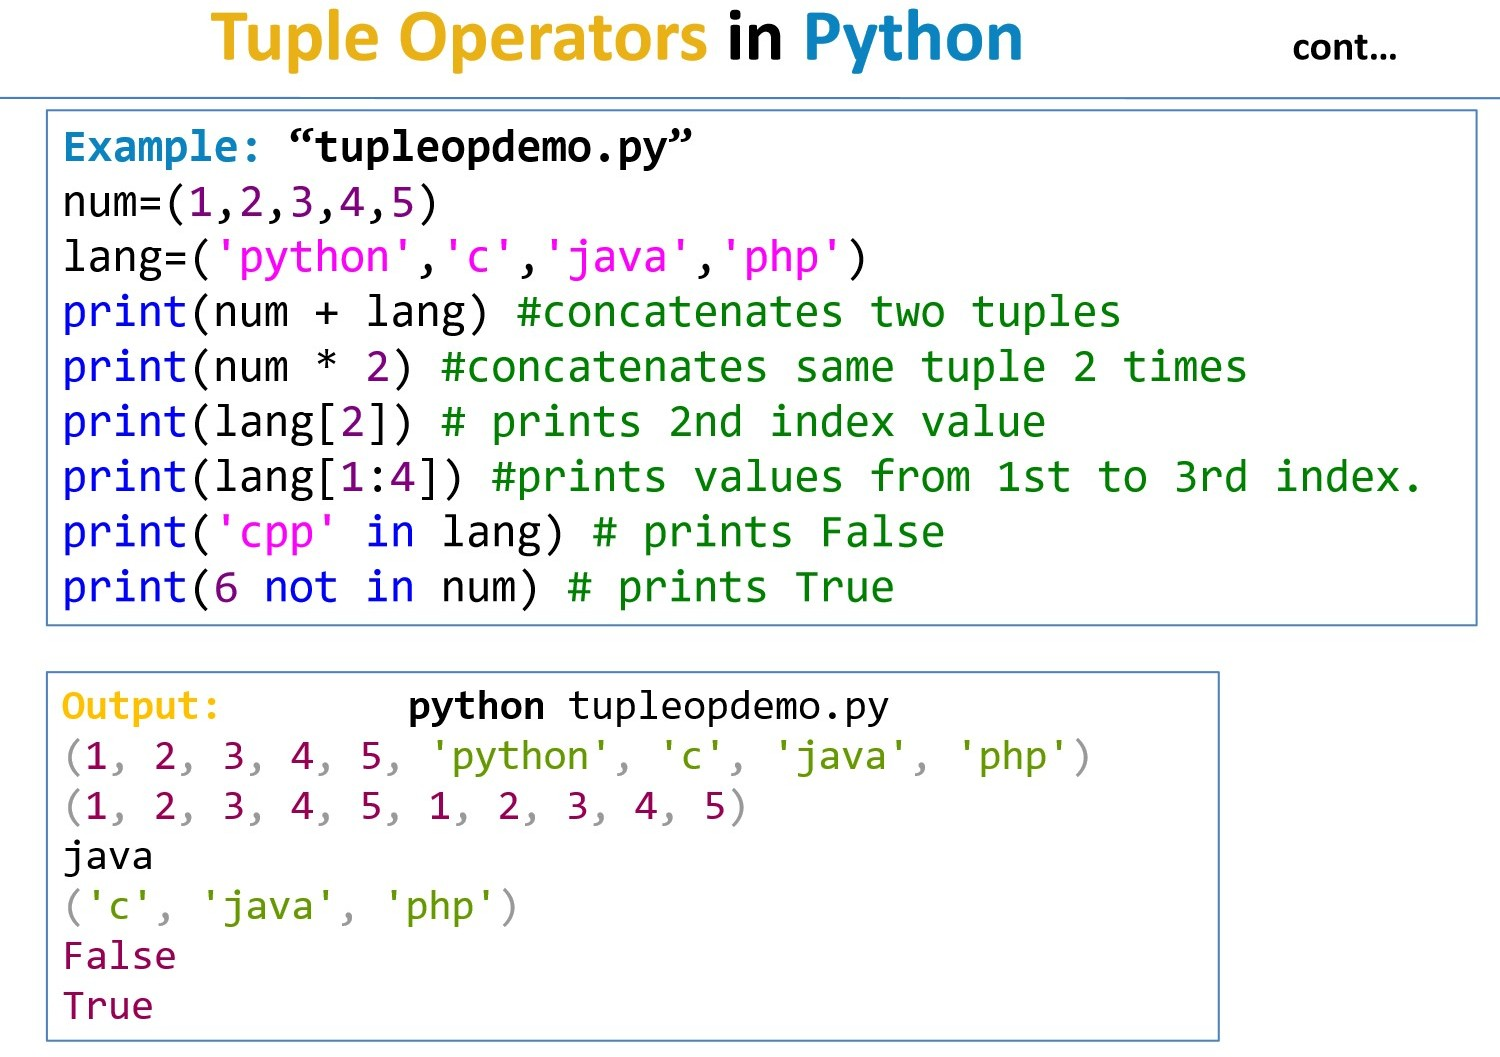 Tuple Operators in Python cont...
Example: “tupleopdemo.py”
num=(1,2,3,4,5)
lang=('python','c','java','php')
print(num + lang) #concatenates two tuples
print(num * 2) #concatenates same tuple 2 times
print(lang[2]) # prints 2nd index value
print(lang[1:4]) #prints values from 1st to 3rd index.
print('cpp' in lang) # prints False
print(6 not in num) # prints True
Output: python tupleopdemo.py
(1, 2, 3, 4, 5, 'python', 'c', 'java', 'php')
(1, 2, 3, 4, 5, 1, 2, 3, 4, 5)
java
('c', 'java', 'php')
False
True